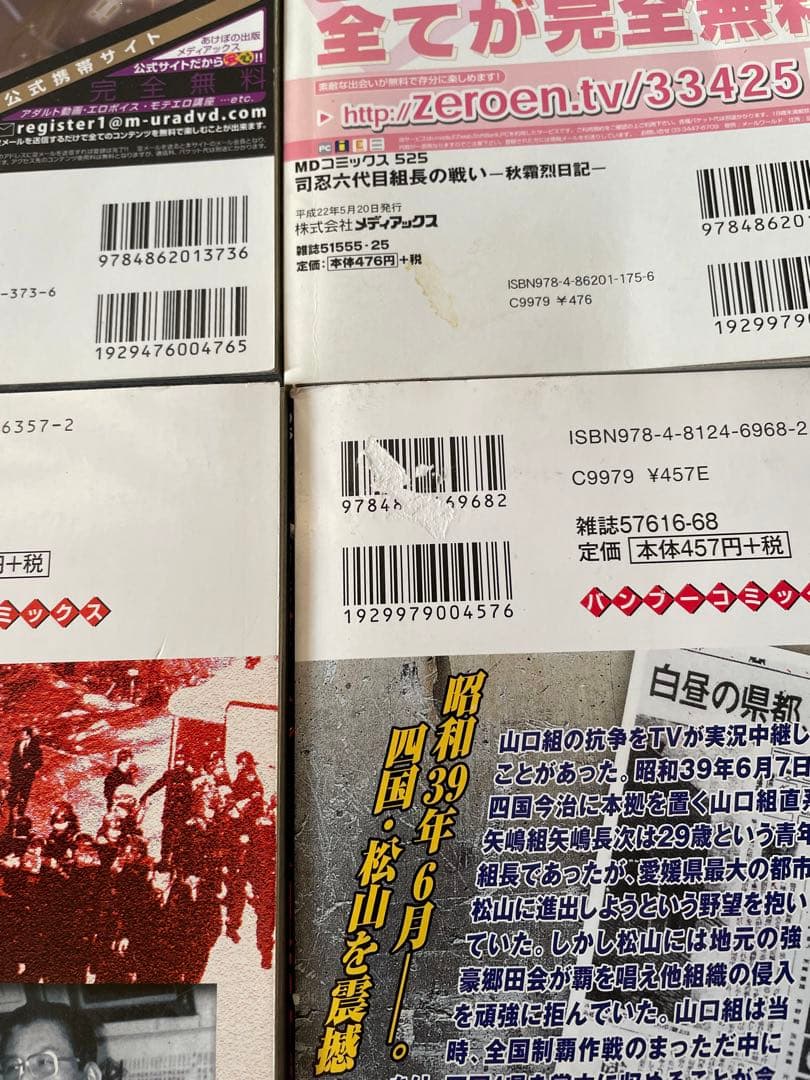 公式携帯サイト
あけぼの出版
メディアックス
公式サイトだから安心!!
完全無料
アダルト動画・エロボイス・モテエロ講座 …etc.
register1@m-uradvd.com
9784862013736
-373-6
1929476004765
全てが完全無料
素敵な出会いが無料で存分に楽しめます!
http://zeroen.tv/33425
MDコミックス 525
司忍六代目組長の戦い—秋霜烈日記—
平成22年5月20日発行
株式会社メディアックス
雑誌51555・25
定価:本体476円+税
ISBN978-4-86201-175-6
C9979 ¥476
97848620
19299790
6357-2
円+税
ミックス
ISBN978-4-8124-6968-2
C9979 ¥457E
9784 69682
雑誌57616-68
定価 本体457円+税
1929979004576
バンブーコミック
昭和39年6月——。
四国・松山を震撼
白昼の県都
山口組の抗争をTVが実況中継し
ことがあった。昭和39年6月7日
四国今治に本拠を置く山口組直
矢嶋組矢嶋長次は29歳という青年
組長であったが、愛媛県最大の都市
松山に進出しようという野望を抱い
ていた。しかし松山には地元の強
豪郷田会が覇を唱え他組織の侵入
を頑強に拒んでいた。山口組は当
時、全国制覇作戦のまっただ中に